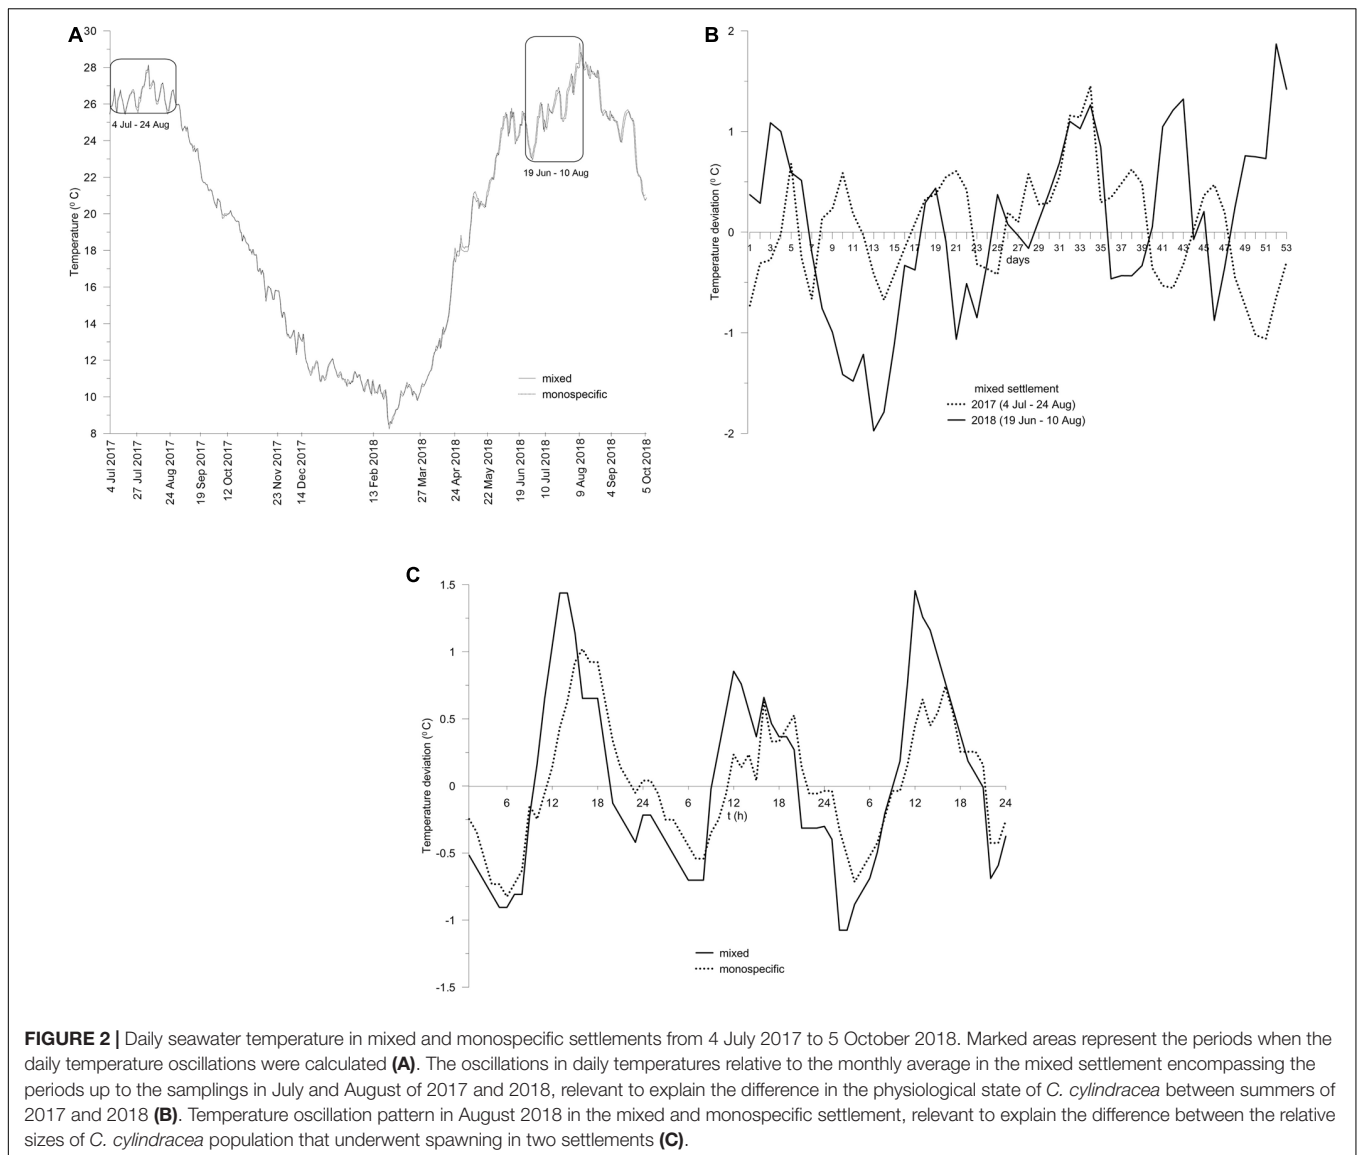 A
30
28
26
24
22
20
18
16
14
12
10
8
Temperature (⁰ C)
4 Jul - 24 Aug
19 Jun - 10 Aug
mixed
monospecific
4 Jul 2017
27 Jul 2017
24 Aug 2017
19 Sep 2017
12 Oct 2017
23 Nov 2017
14 Dec 2017
13 Feb 2018
27 Mar 2018
24 Apr 2018
22 May 2018
19 Jun 2018
10 Jul 2018
9 Aug 2018
4 Sep 2018
5 Oct 2018
B
2
1
0
-1
-2
Temperature deviation (⁰ C)
1 3 5 7 9 11 13 15 17 19 21 23 25 27 29 31 33 35 37 39 41 43 45 47 49 51 53
days
mixed settlement
2017 (4 Jul - 24 Aug)
2018 (19 Jun - 10 Aug)
C
1.5
1
0.5
0
-0.5
-1
-1.5
Temperature deviation (⁰ C)
6 12 18 24 6 12 18 24 6 12 18 24
t (h)
mixed
monospecific
FIGURE 2 | Daily seawater temperature in mixed and monospecific settlements from 4 July 2017 to 5 October 2018. Marked areas represent the periods when the
daily temperature oscillations were calculated (A). The oscillations in daily temperatures relative to the monthly average in the mixed settlement encompassing the
periods up to the samplings in July and August of 2017 and 2018, relevant to explain the difference in the physiological state of C. cylindracea between summers of
2017 and 2018 (B). Temperature oscillation pattern in August 2018 in the mixed and monospecific settlement, relevant to explain the difference between the relative
sizes of C. cylindracea population that underwent spawning in two settlements (C).